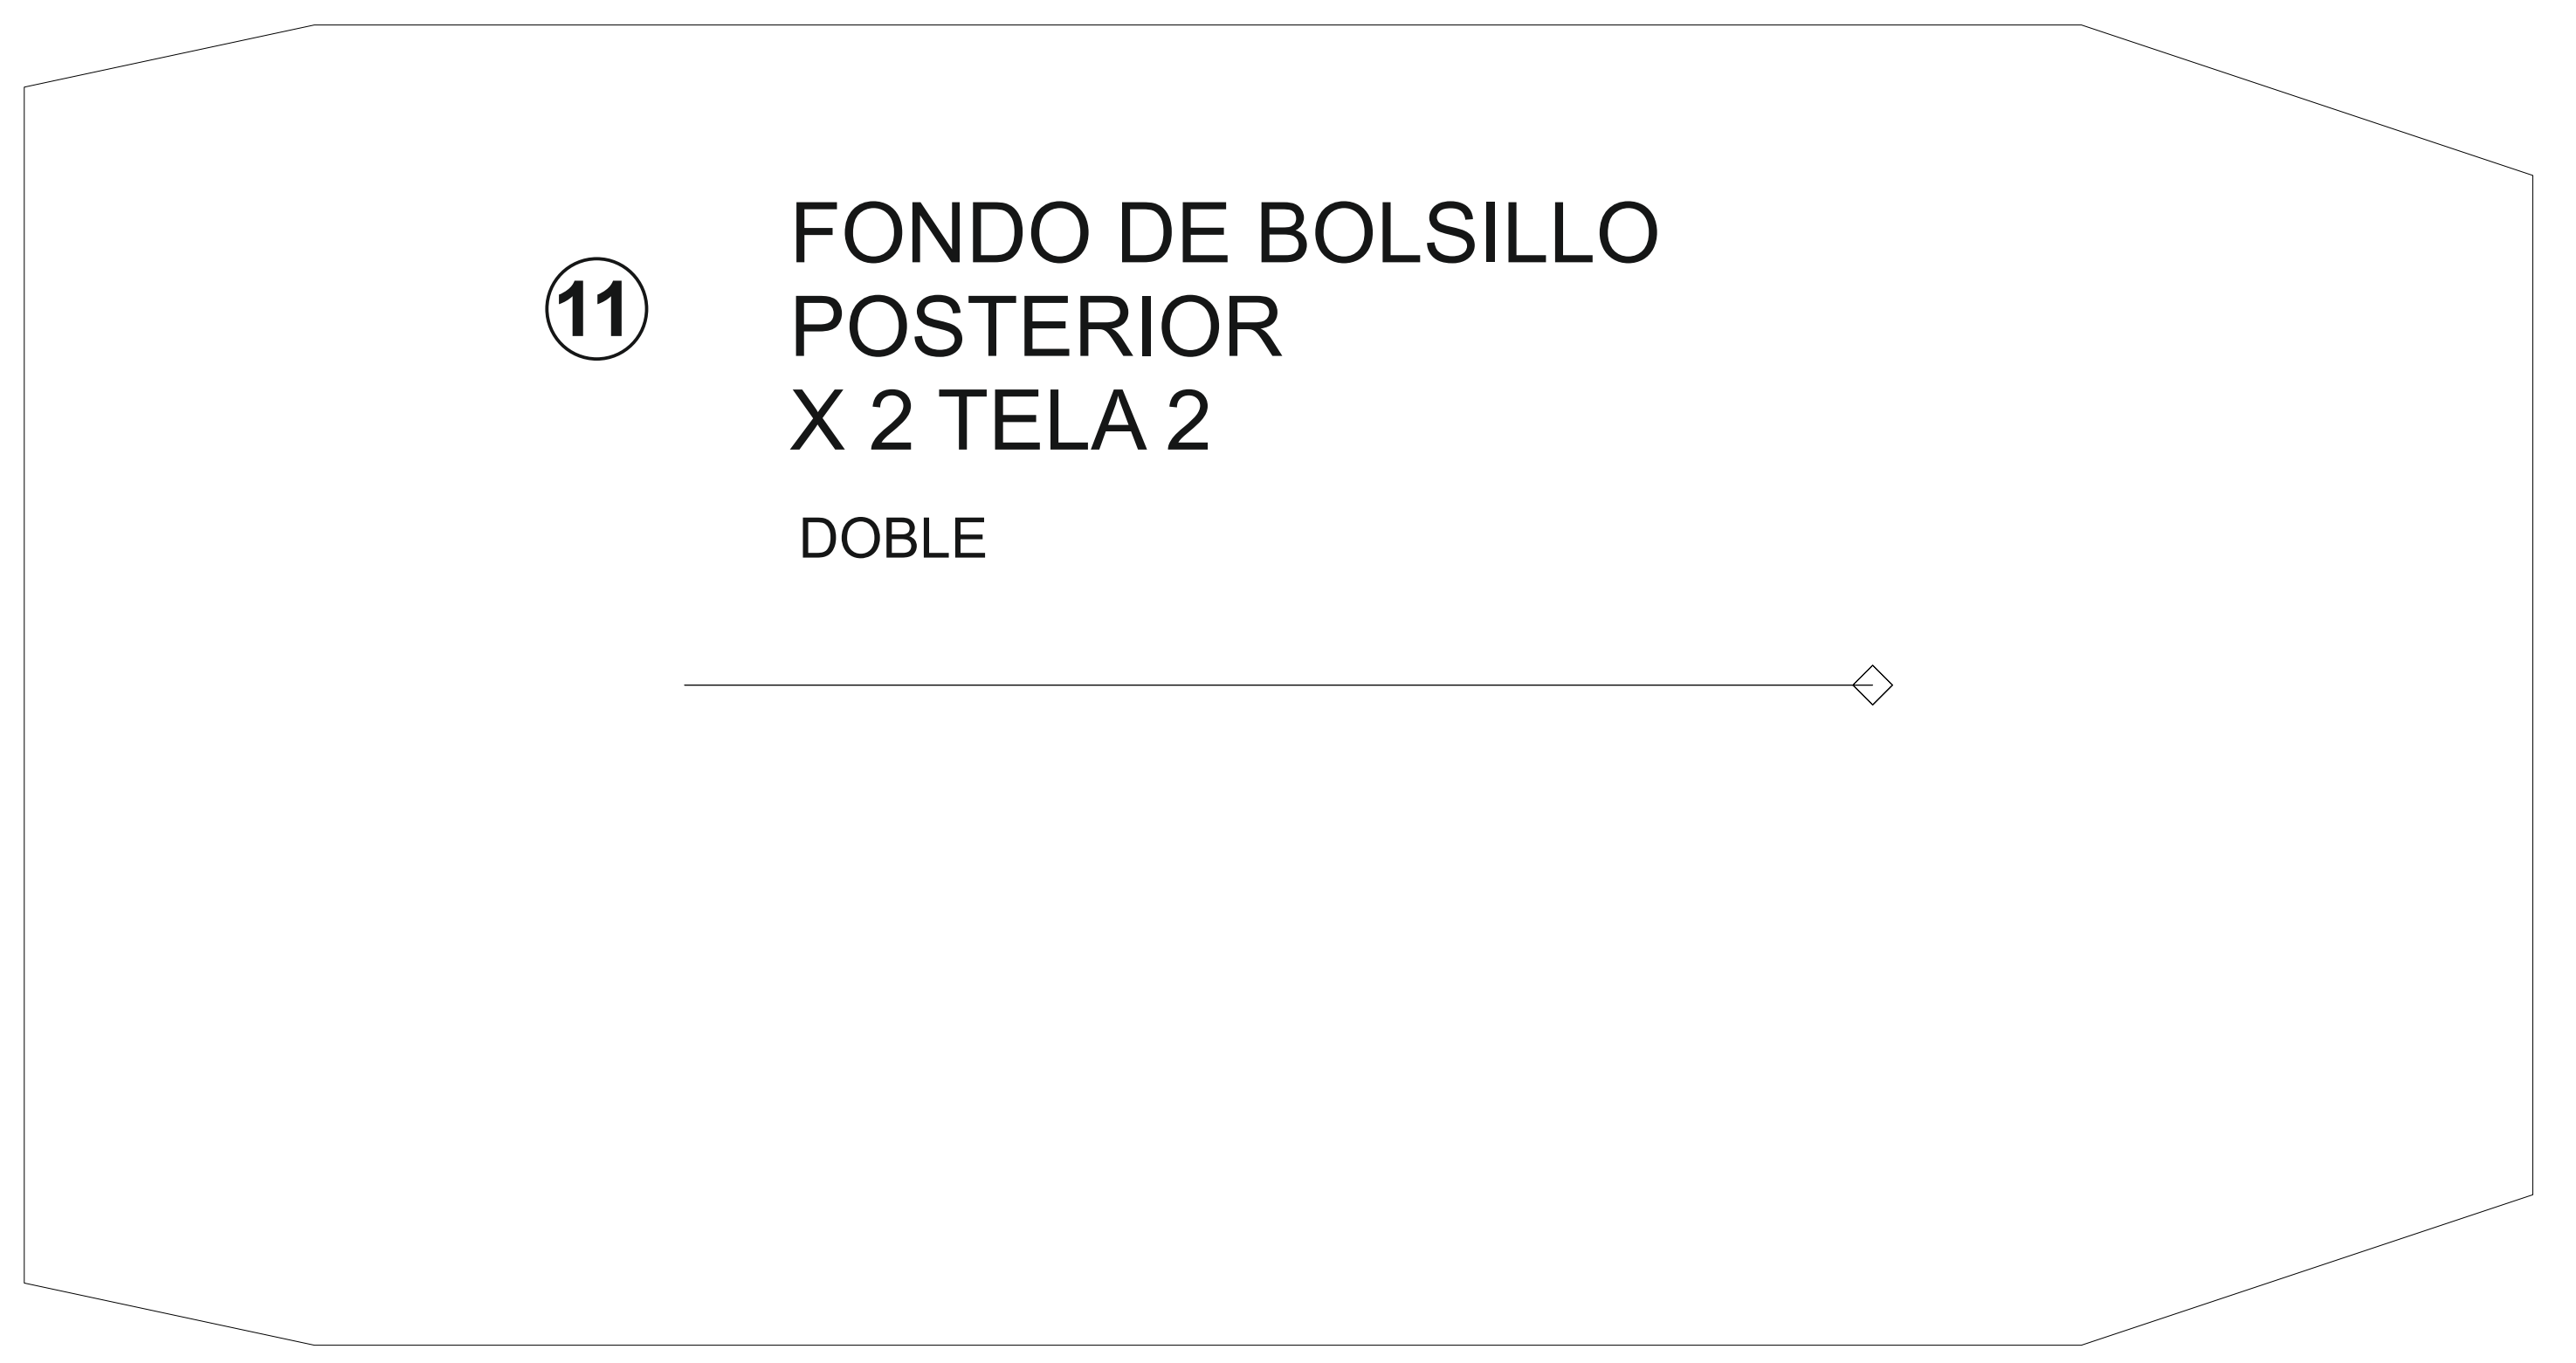 11
FONDO DE BOLSILLO
POSTERIOR
X 2 TELA 2
DOBLE